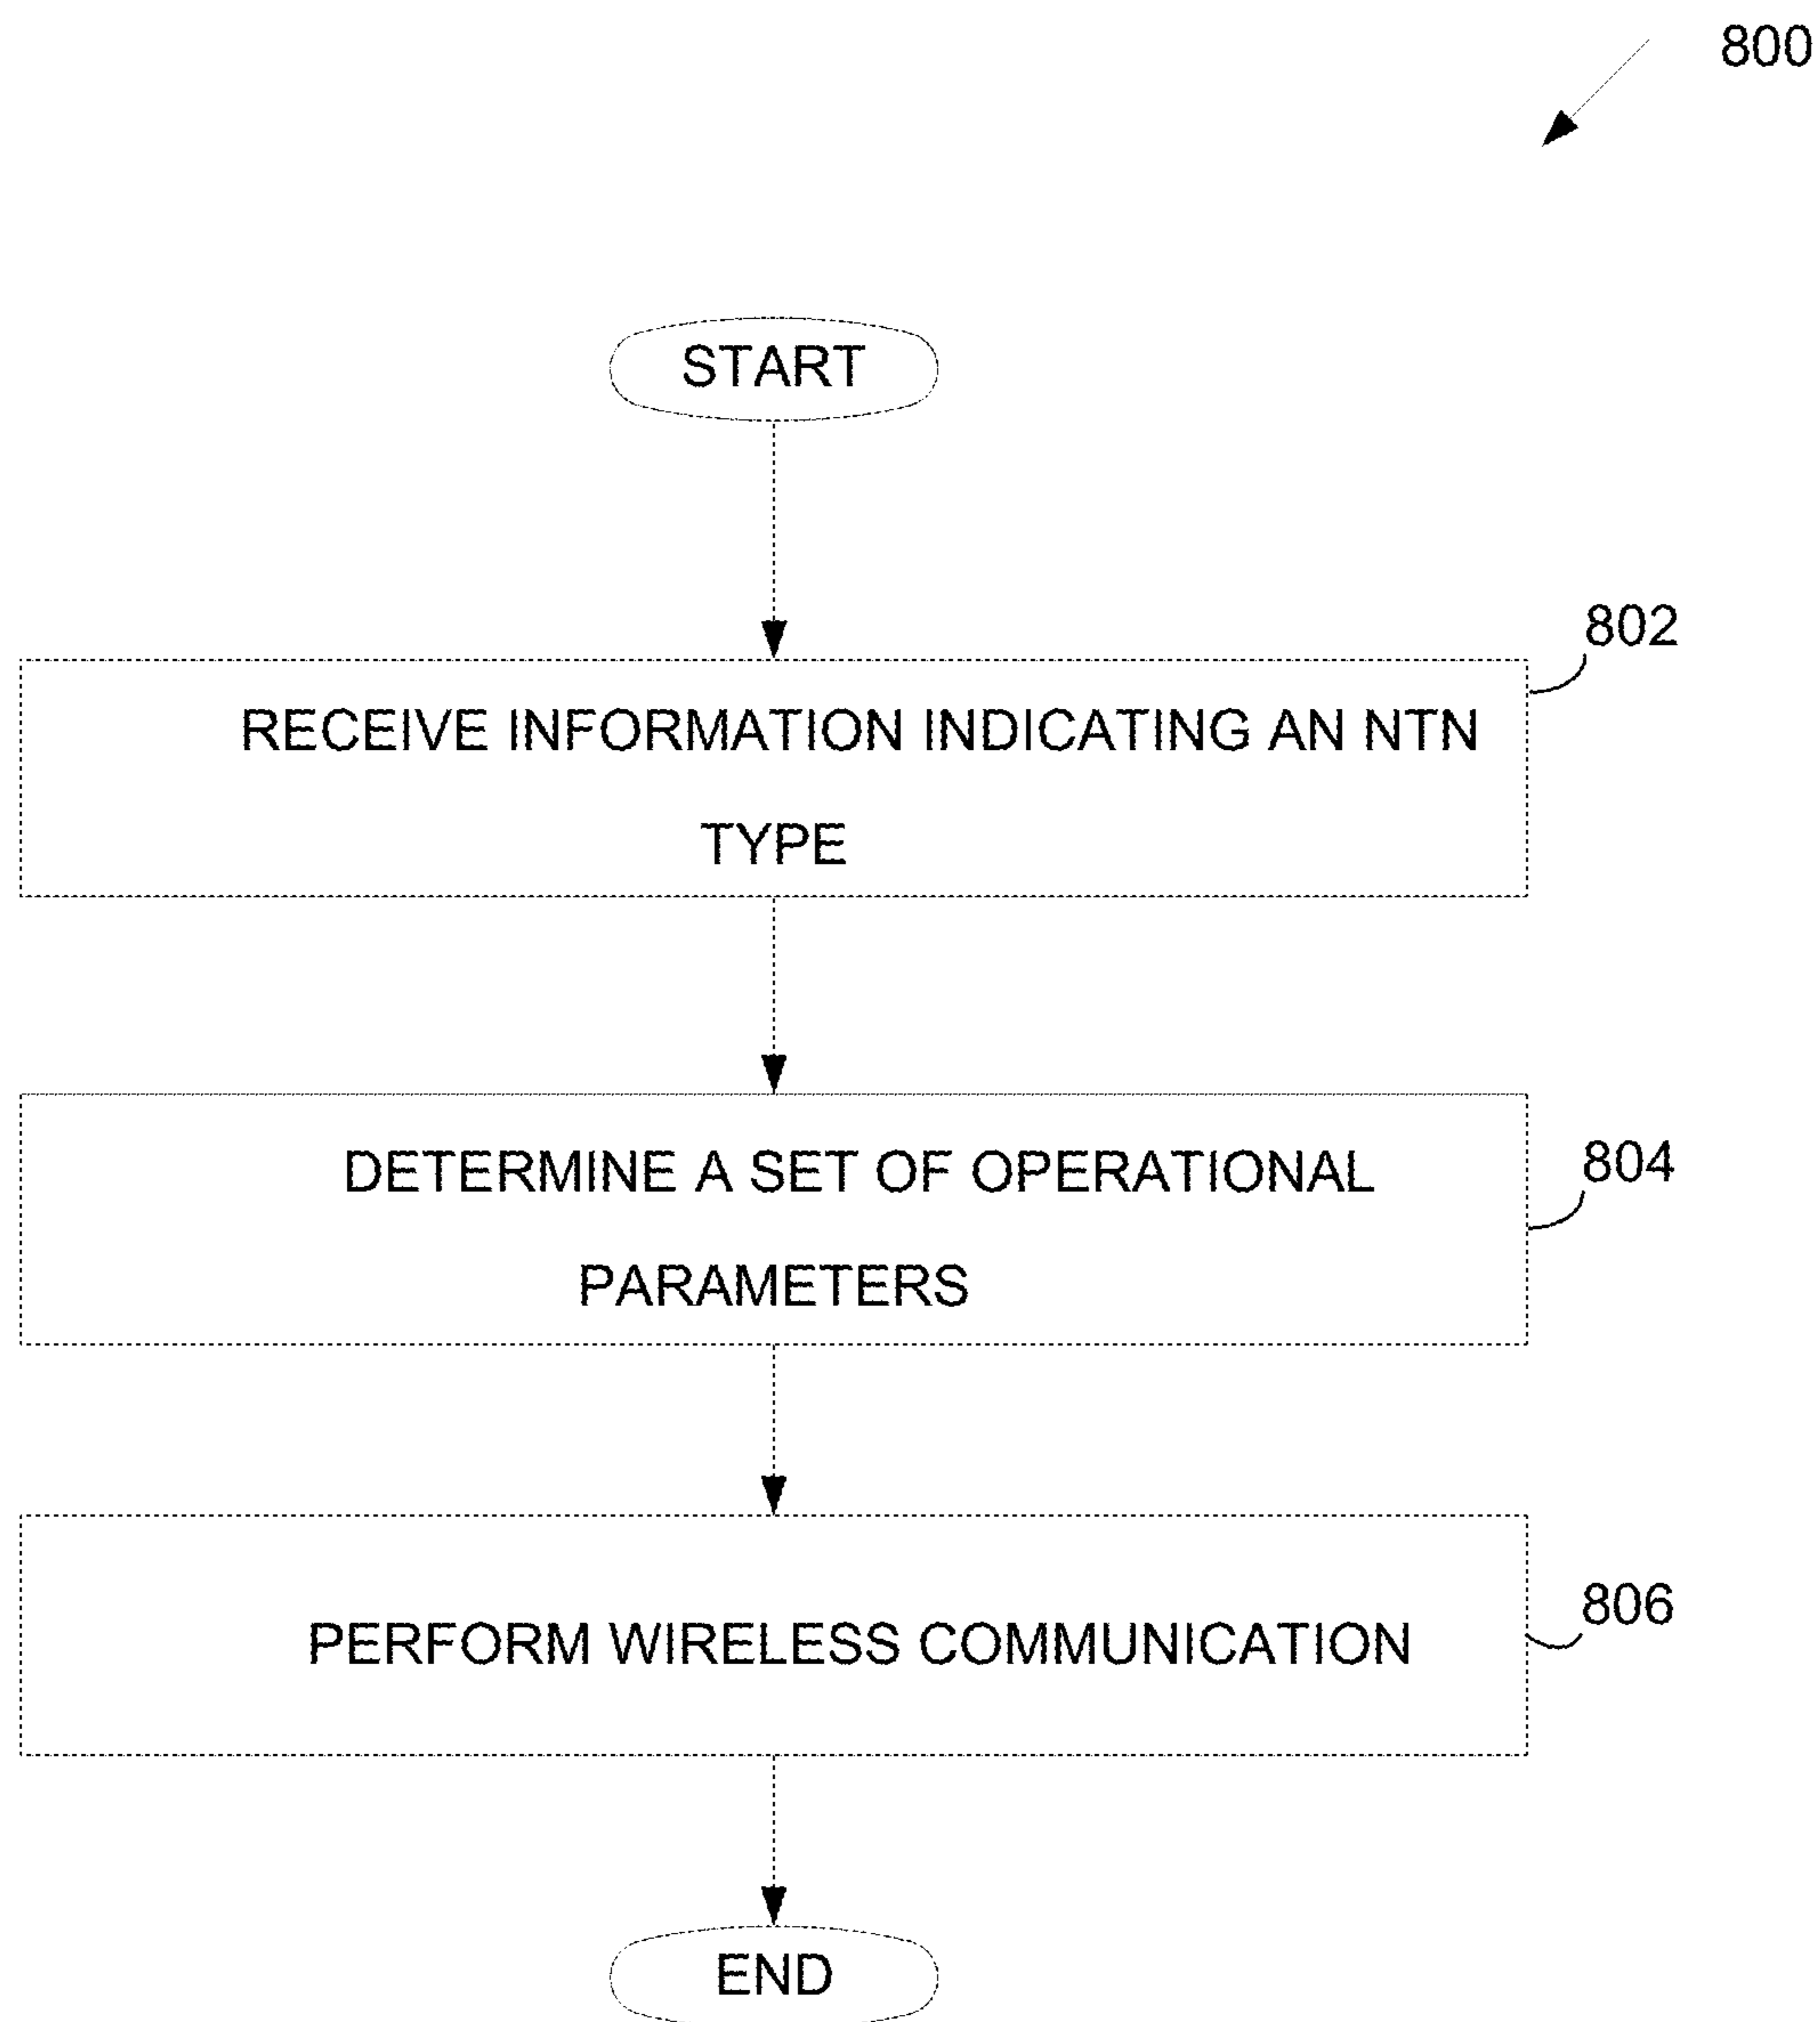 800
START
802
RECEIVE INFORMATION INDICATING AN NTN
TYPE
804
DETERMINE A SET OF OPERATIONAL
PARAMETERS
806
PERFORM WIRELESS COMMUNICATION
END